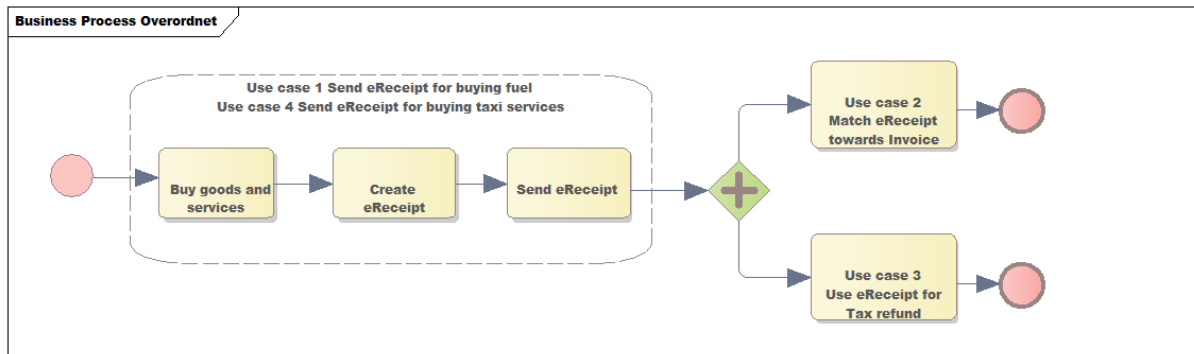 Business Process Overordnet
Use case 1 Send eReceipt for buying fuel
Use case 4 Send eReceipt for buying taxi services
Buy goods and
services
Create
eReceipt
Send eReceipt
Use case 2
Match eReceipt
towards Invoice
Use case 3
Use eReceipt for
Tax refund